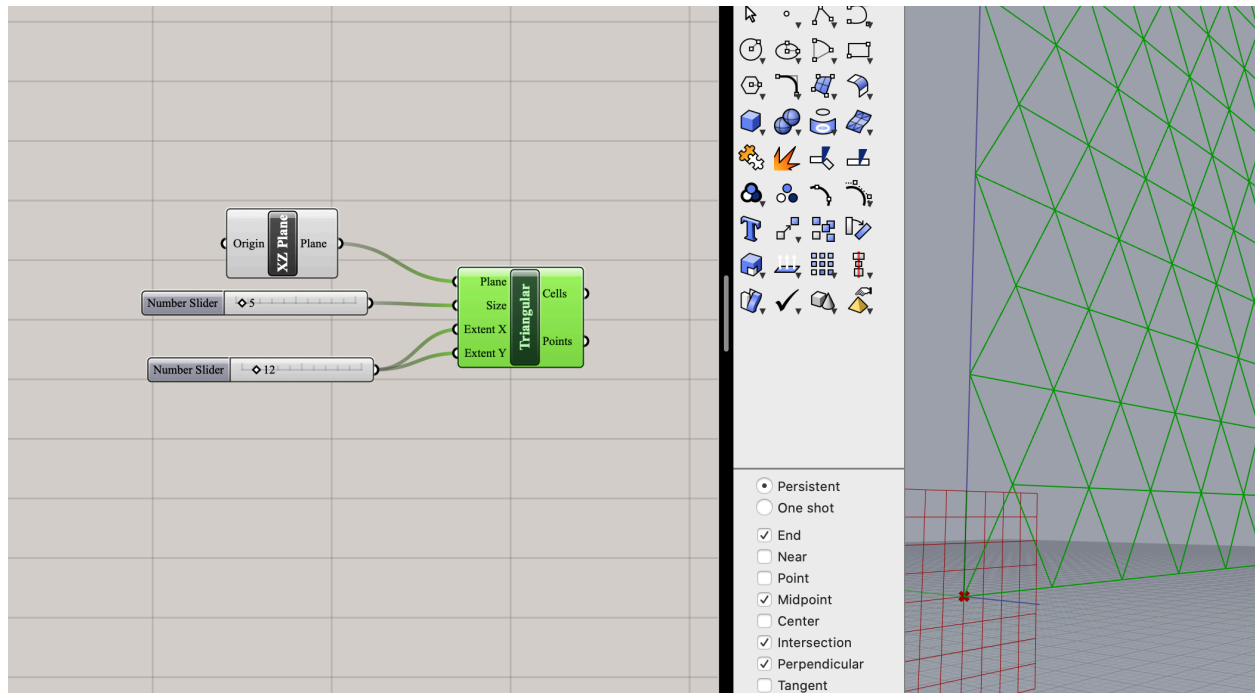 Origin
XZ Plane
Plane
Number Slider
5
Number Slider
12
Plane
Size
Extent X
Extent Y
Triangular
Cells
Points
T
Persistent
One shot
End
Near
Point
Midpoint
Center
Intersection
Perpendicular
Tangent